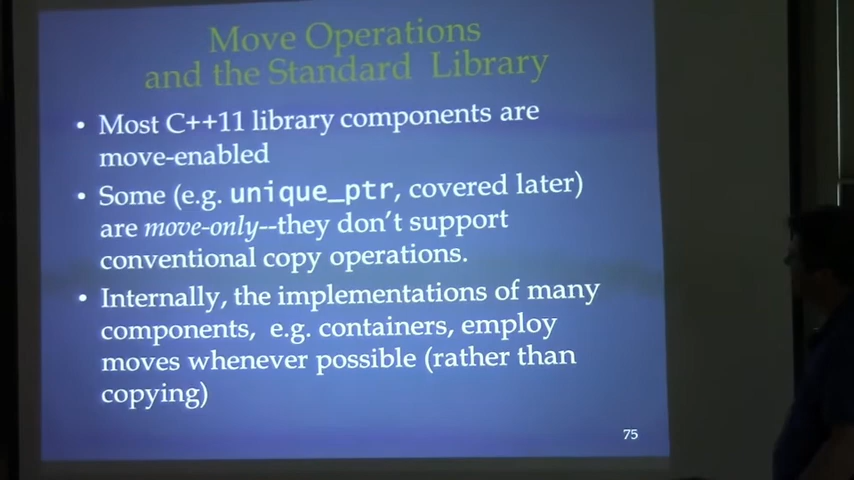 Move Operations
and the Standard Library
• Most C++11 library components are
move-enabled
• Some (e.g. unique_ptr, covered later)
are move-only--they don't support
conventional copy operations.
• Internally, the implementations of many
components, e.g. containers, employ
moves whenever possible (rather than
copying)
75